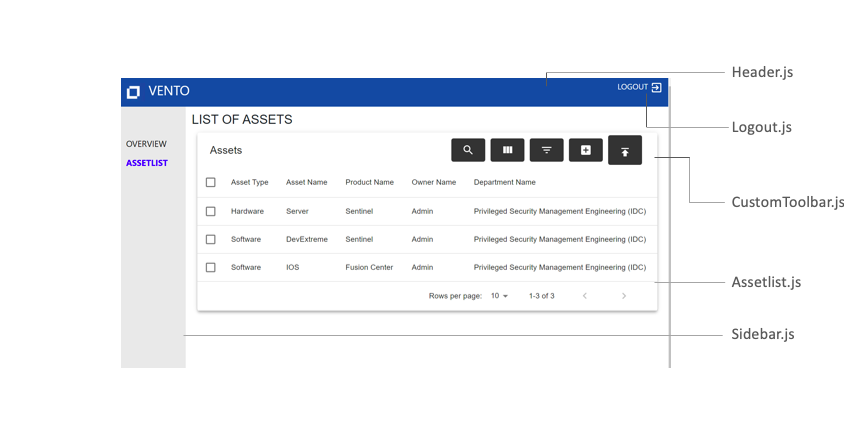 Header.js
VENTO
LOGOUT
LIST OF ASSETS
Logout.js
OVERVIEW
Assets
ASSETLIST
Asset Type Asset Name Product Name Owner Name Department Name
CustomToolbar.js
Hardware Server Sentinel Admin Privileged Security Management Engineering (IDC)
Software DevExtreme Sentinel Admin Privileged Security Management Engineering (IDC)
Software IOS Fusion Center Admin Privileged Security Management Engineering (IDC)
Assetlist.js
Rows per page: 10 1-3 of 3
Sidebar.js